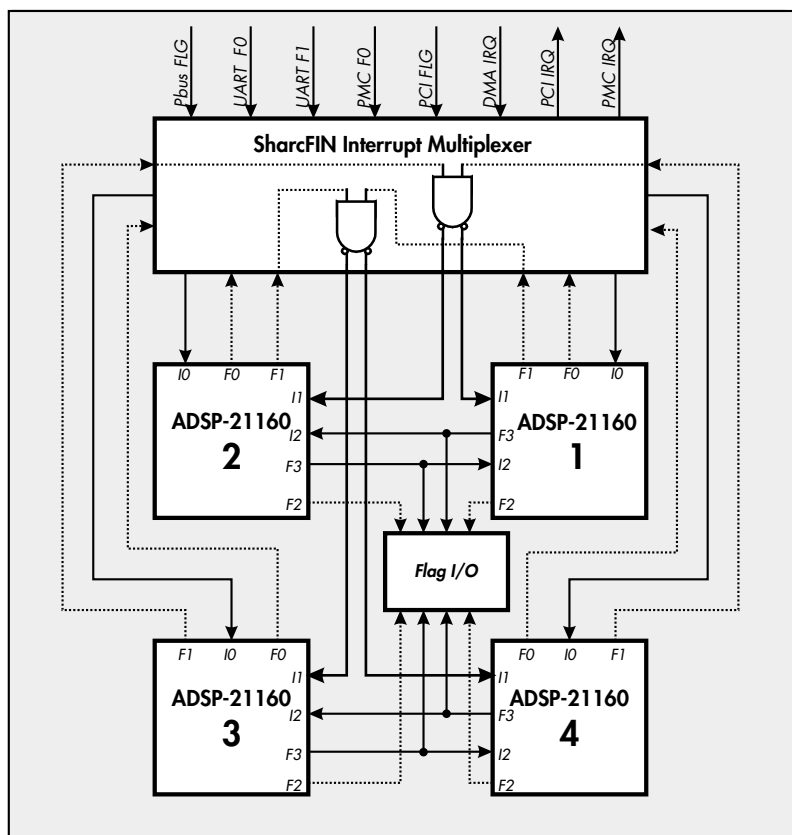 Pbus FLG
UART F0
UART F1
PMC F0
PCI FLG
DMA IRQ
PCI IRQ
PMC IRQ
SharcFIN Interrupt Multiplexer
I0 F0 F1
I1
ADSP-21160
I2
2
F3
F2
F1 F0 I0
I1
ADSP-21160
F3
1
I2
F2
Flag I/O
F1 I0 F0
I1
ADSP-21160
I2
3
F3
F2
F0 I0 F1
I1
ADSP-21160
F3
4
I2
F2